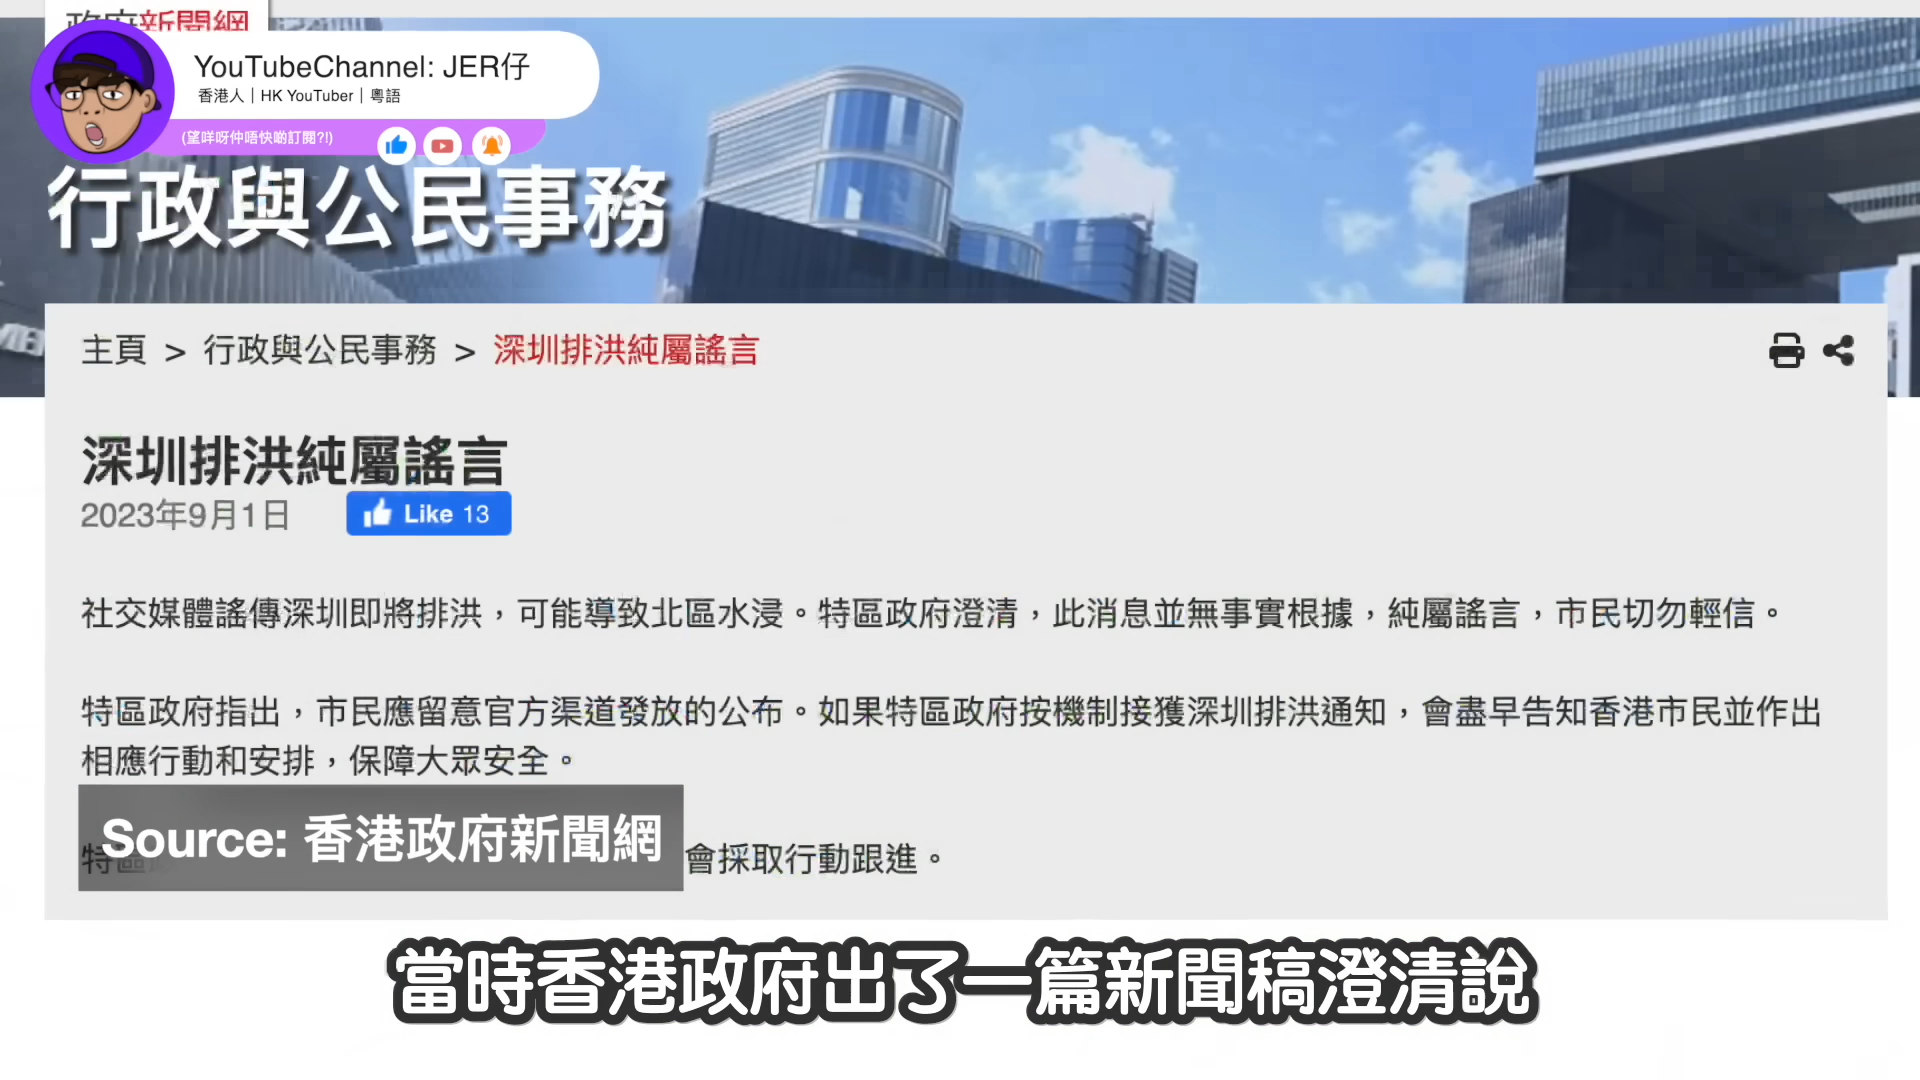 政府新聞網
YouTubeChannel: JER仔
香港人｜HK YouTuber｜粵語
(望咩呀仲唔快啲訂閱?!)
行政與公民事務
主頁 > 行政與公民事務 > 深圳排洪純屬謠言
深圳排洪純屬謠言
2023年9月1日
Like 13
社交媒體謠傳深圳即將排洪，可能導致北區水浸。特區政府澄清，此消息並無事實根據，純屬謠言，市民切勿輕信。
特區政府指出，市民應留意官方渠道發放的公布。如果特區政府按機制接獲深圳排洪通知，會盡早告知香港市民並作出
相應行動和安排，保障大眾安全。
特區
會採取行動跟進。
Source: 香港政府新聞網
當時香港政府出了一篇新聞稿澄清說